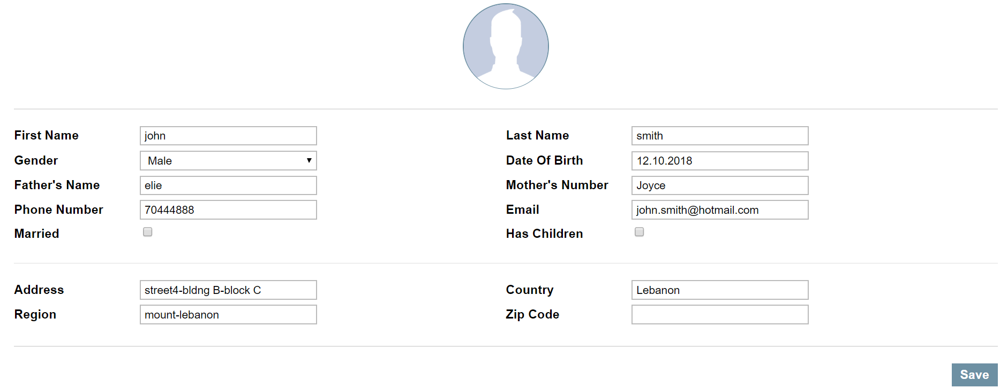 First Name john Last Name smith
Gender Male Date Of Birth 12.10.2018
Father's Name elie Mother's Number Joyce
Phone Number 70444888 Email john.smith@hotmail.com
Married Has Children
Address street4-bldng B-block C Country Lebanon
Region mount-lebanon Zip Code
Save